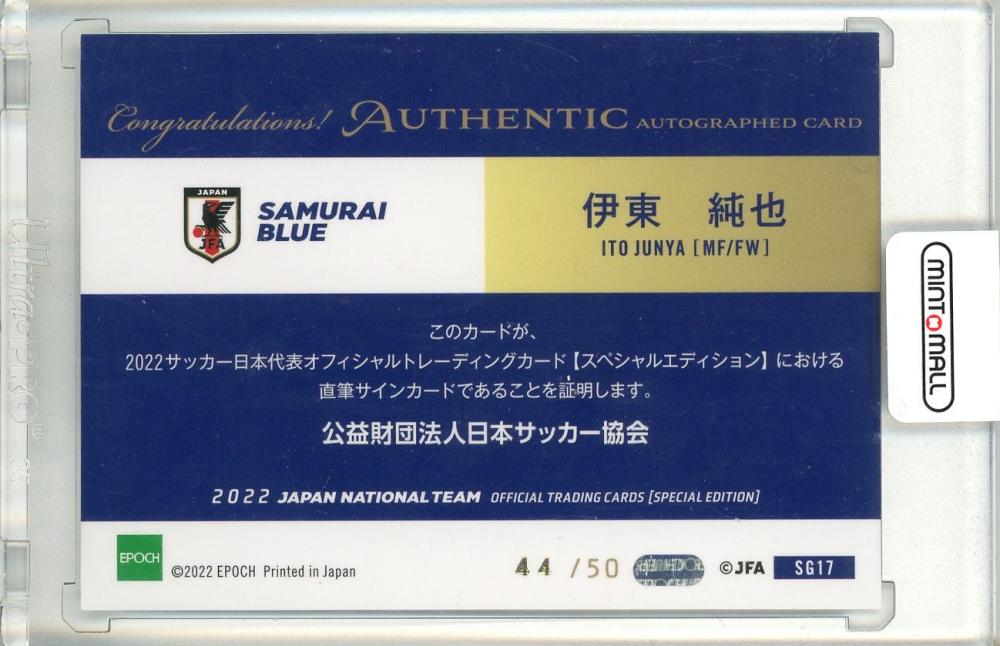 Congratulations! AUTHENTIC AUTOGRAPHED CARD
JAPAN
JFA
SAMURAI
BLUE
伊東 純也
ITO JUNYA [MF/FW]
このカードが、
2022サッカー日本代表オフィシャルトレーディングカード【スペシャルエディション】における
直筆サインカードであることを証明します。
公益財団法人日本サッカー協会
2022 JAPAN NATIONAL TEAM OFFICIAL TRADING CARDS [SPECIAL EDITION]
EPOCH
©2022 EPOCH Printed in Japan
44 /50
©JFA
SG17
MINT MALL
Ultra·PRO®